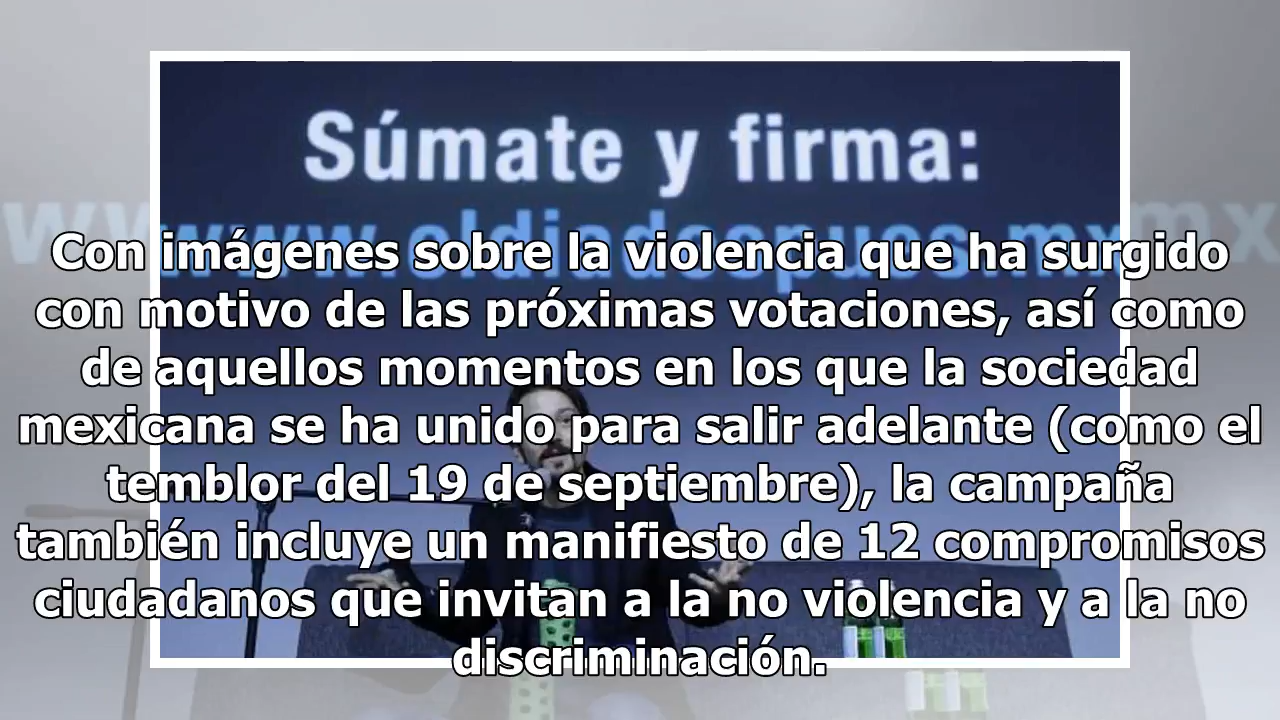 Súmate y firma:
www.eldiadespues.mx
Con imágenes sobre la violencia que ha surgido
con motivo de las próximas votaciones, así como
de aquellos momentos en los que la sociedad
mexicana se ha unido para salir adelante (como el
temblor del 19 de septiembre), la campaña
también incluye un manifiesto de 12 compromisos
ciudadanos que invitan a la no violencia y a la no
discriminación.